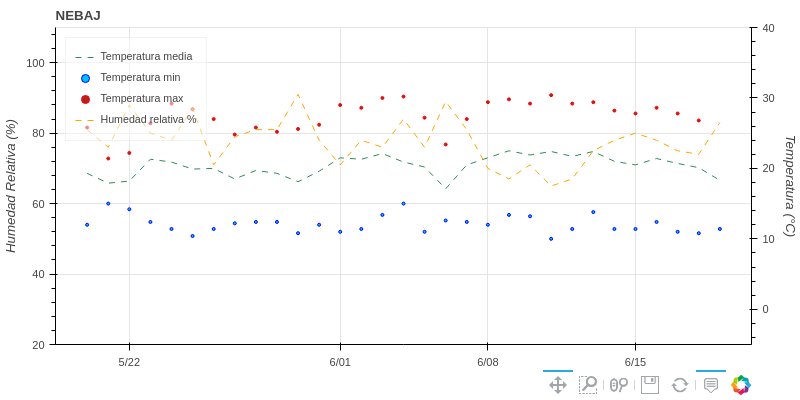 NEBAJ
Temperatura media
Temperatura min
Temperatura max
Humedad relativa %
Humedad Relativa (%)
100
80
60
40
20
Temperatura (°C)
40
30
20
10
0
5/22
6/01
6/08
6/15